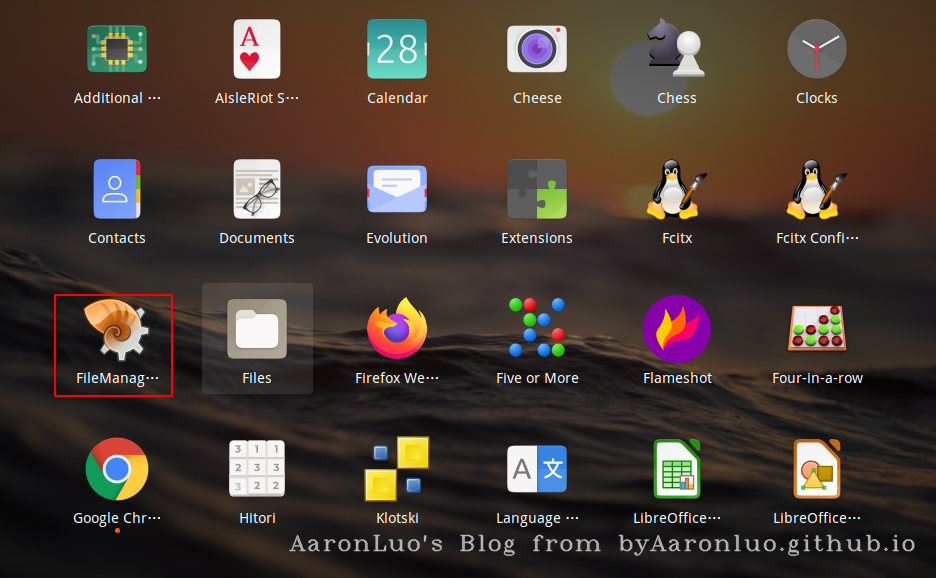 A
28
Additional ⋯
AisleRiot S⋯
Calendar
Cheese
Chess
Clocks
Contacts
Documents
Evolution
Extensions
Fcitx
Fcitx Confi⋯
FileManag⋯
Files
Firefox We⋯
Five or More
Flameshot
Four-in-a-row
3 1 1
2 3 3
3 2 2
A 文
Google Chr⋯
Hitori
Klotski
Language ⋯
LibreOffice⋯
LibreOffice⋯
AaronLuo's Blog from byAaronluo.github.io